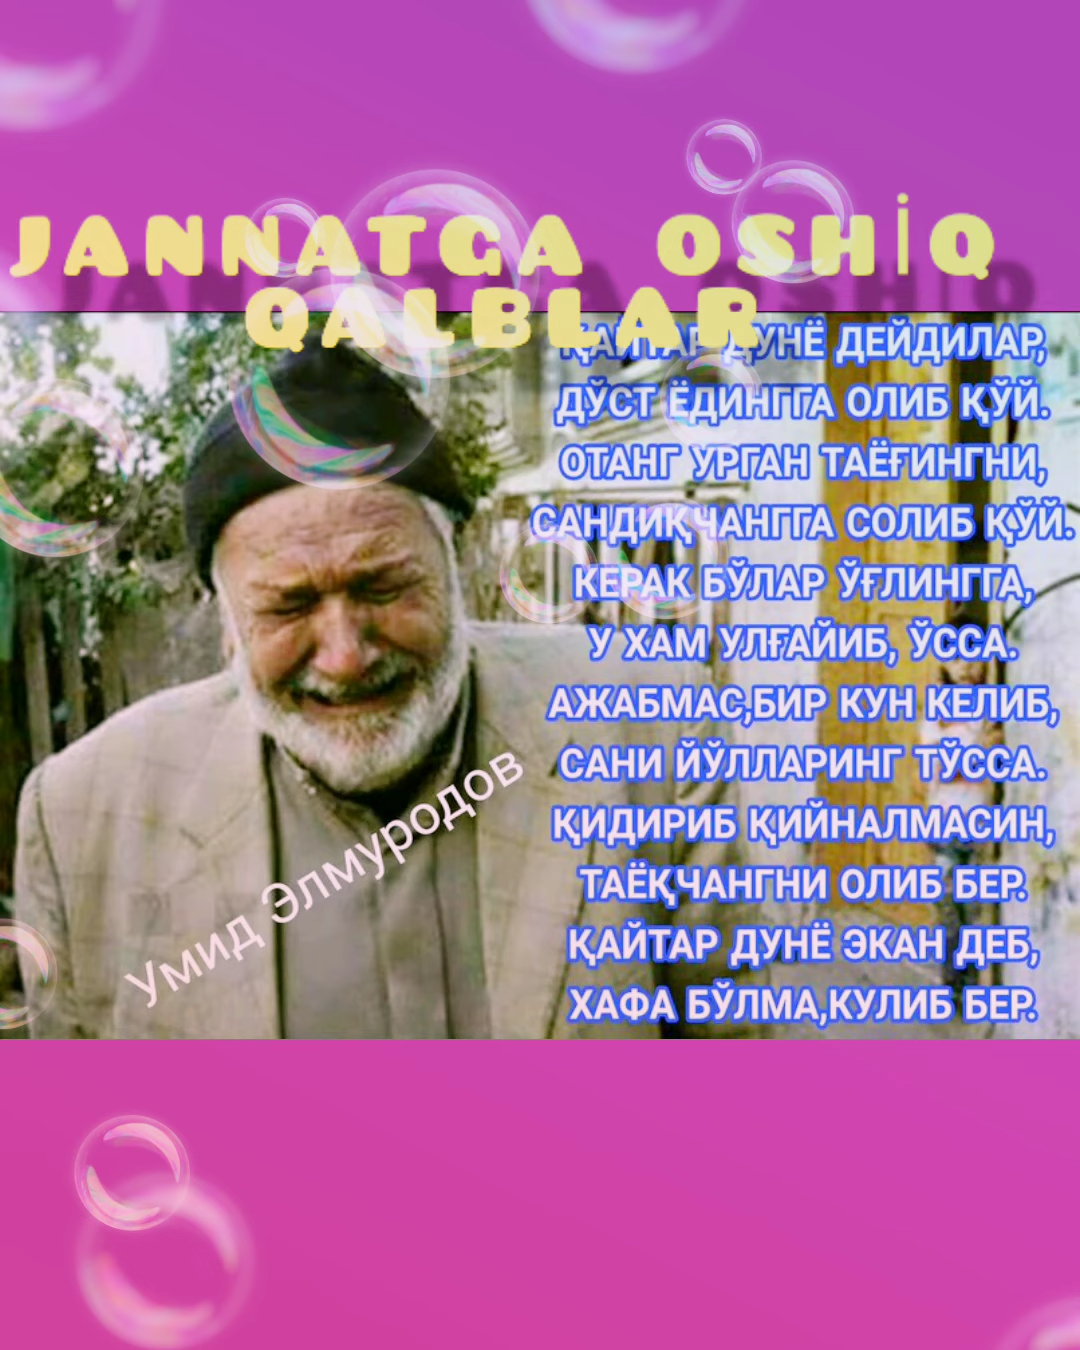 JANNATGA OSHİQ
QALBLAR
ҚАЙТАР ДУНЁ ДЕЙДИЛАР,
ДЎСТ ЁДИНГГА ОЛИБ ҚЎЙ.
ОТАНГ УРГАН ТАЁҒИНГНИ,
САНДИҚЧАНГГА СОЛИБ ҚЎЙ.
КЕРАК БЎЛАР ЎҒЛИНГГА,
У ХАМ УЛҒАЙИБ, ЎССА.
АЖАБМАС,БИР КУН КЕЛИБ,
САНИ ЙЎЛЛАРИНГ ТЎССА.
ҚИДИРИБ ҚИЙНАЛМАСИН,
ТАЁҚЧАНГНИ ОЛИБ БЕР.
ҚАЙТАР ДУНЁ ЭКАН ДЕБ,
ХАФА БЎЛМА,КУЛИБ БЕР.
Умид Элмуродов